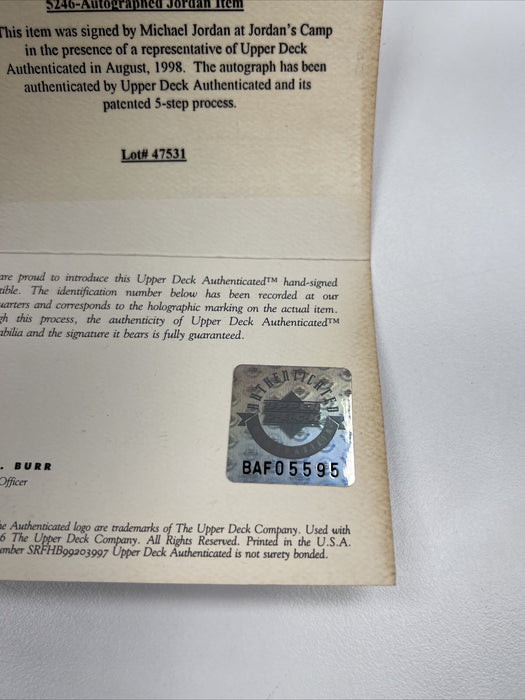 5246-Autographed Jordan Item
This item was signed by Michael Jordan at Jordan's Camp
in the presence of a representative of Upper Deck
Authenticated in August, 1998. The autograph has been
authenticated by Upper Deck Authenticated and its
patented 5-step process.
Lot# 47531
are proud to introduce this Upper Deck Authenticated™ hand-signed
tible. The identification number below has been recorded at our
uarters and corresponds to the holographic marking on the actual item.
gh this process, the authenticity of Upper Deck Authenticated™
abilia and the signature it bears is fully guaranteed.
AUTHENTICATED
UPPER DECK
BAF05595
. BURR
Officer
e Authenticated logo are trademarks of The Upper Deck Company. Used with
6 The Upper Deck Company. All Rights Reserved. Printed in the U.S.A.
mber SRFHB99203997 Upper Deck Authenticated is not surety bonded.